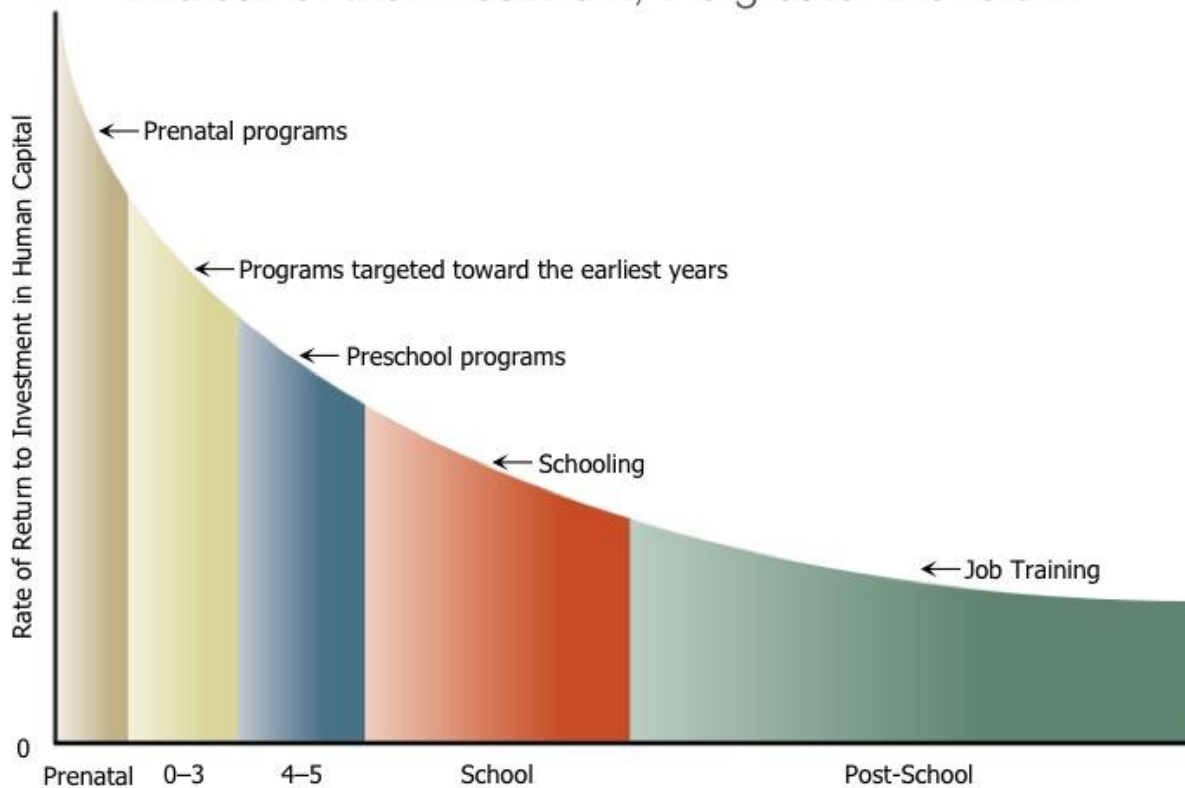 Rate of Return to Investment in Human Capital
Prenatal programs
Programs targeted toward the earliest years
Preschool programs
Schooling
Job Training
0
Prenatal 0–3 4–5 School Post-School